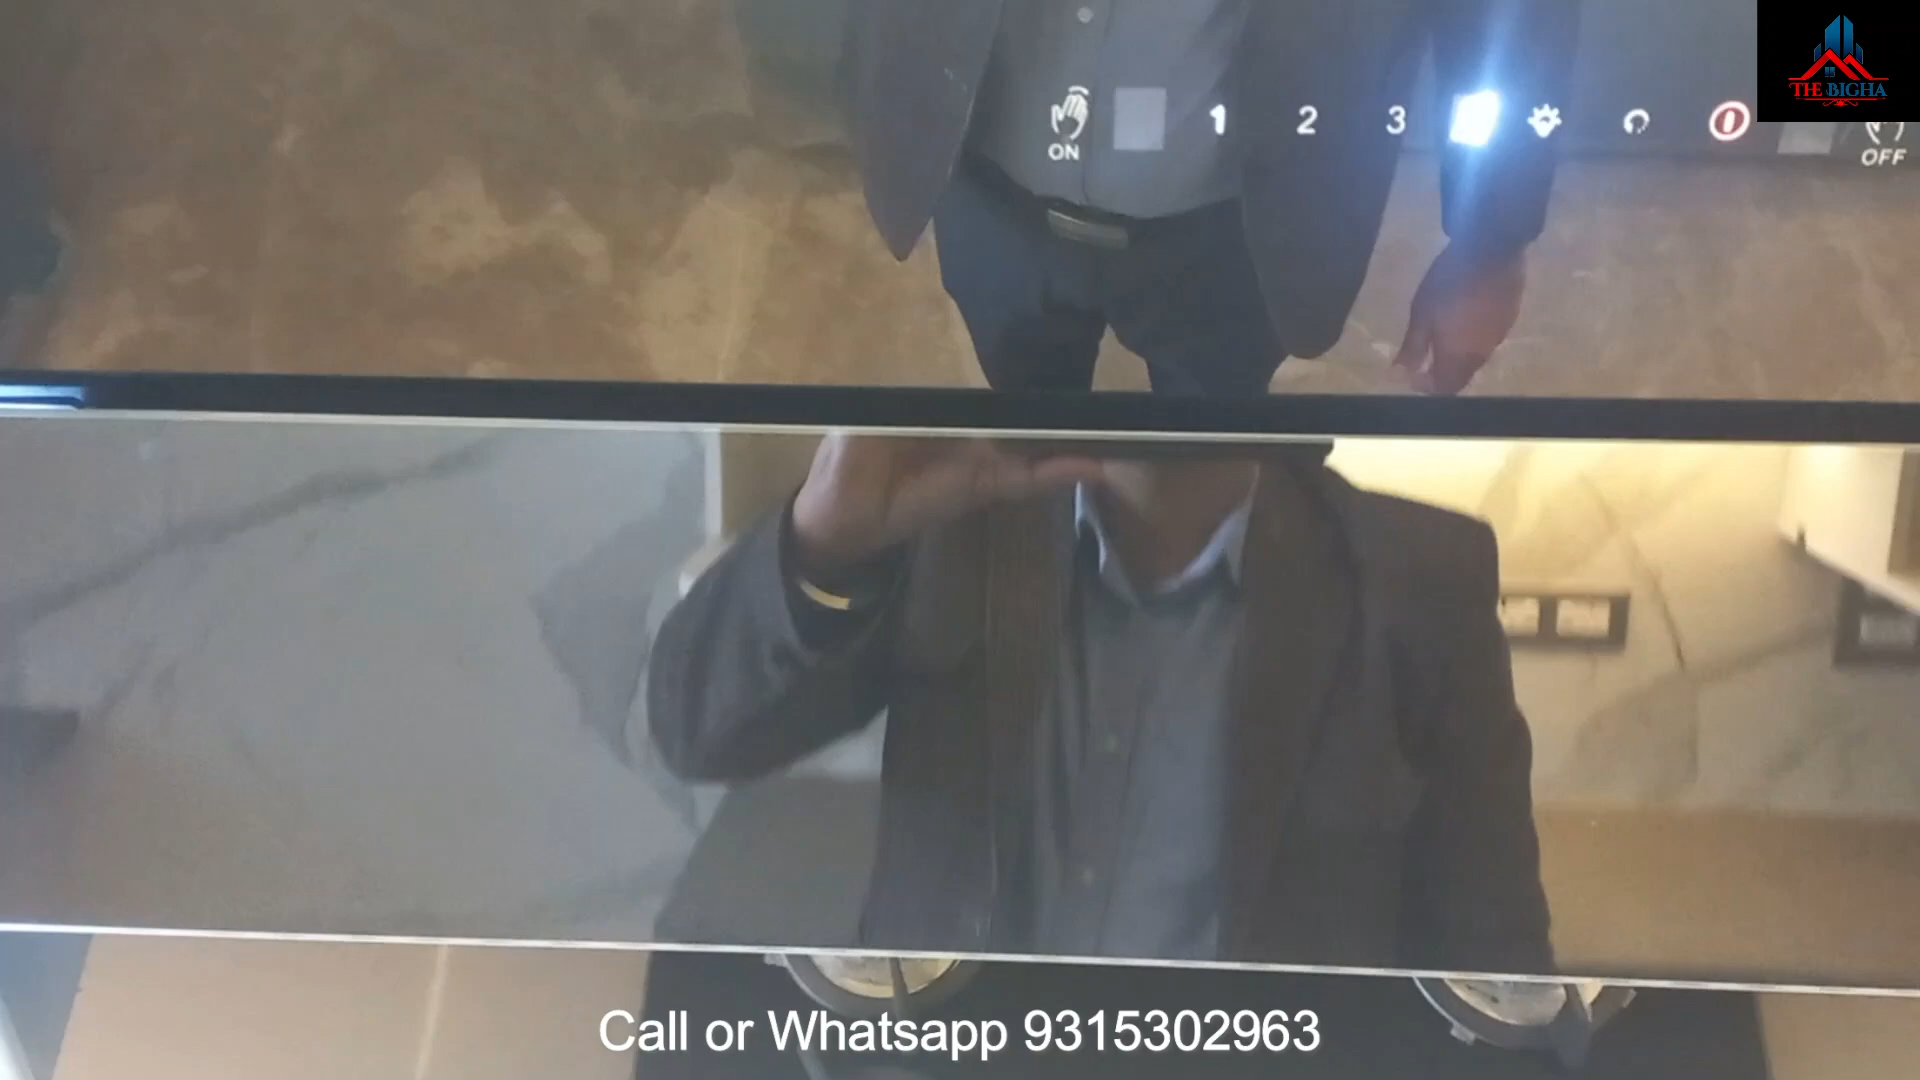 THE BIGHA
1 2 3
ON
OFF
Call or Whatsapp 9315302963